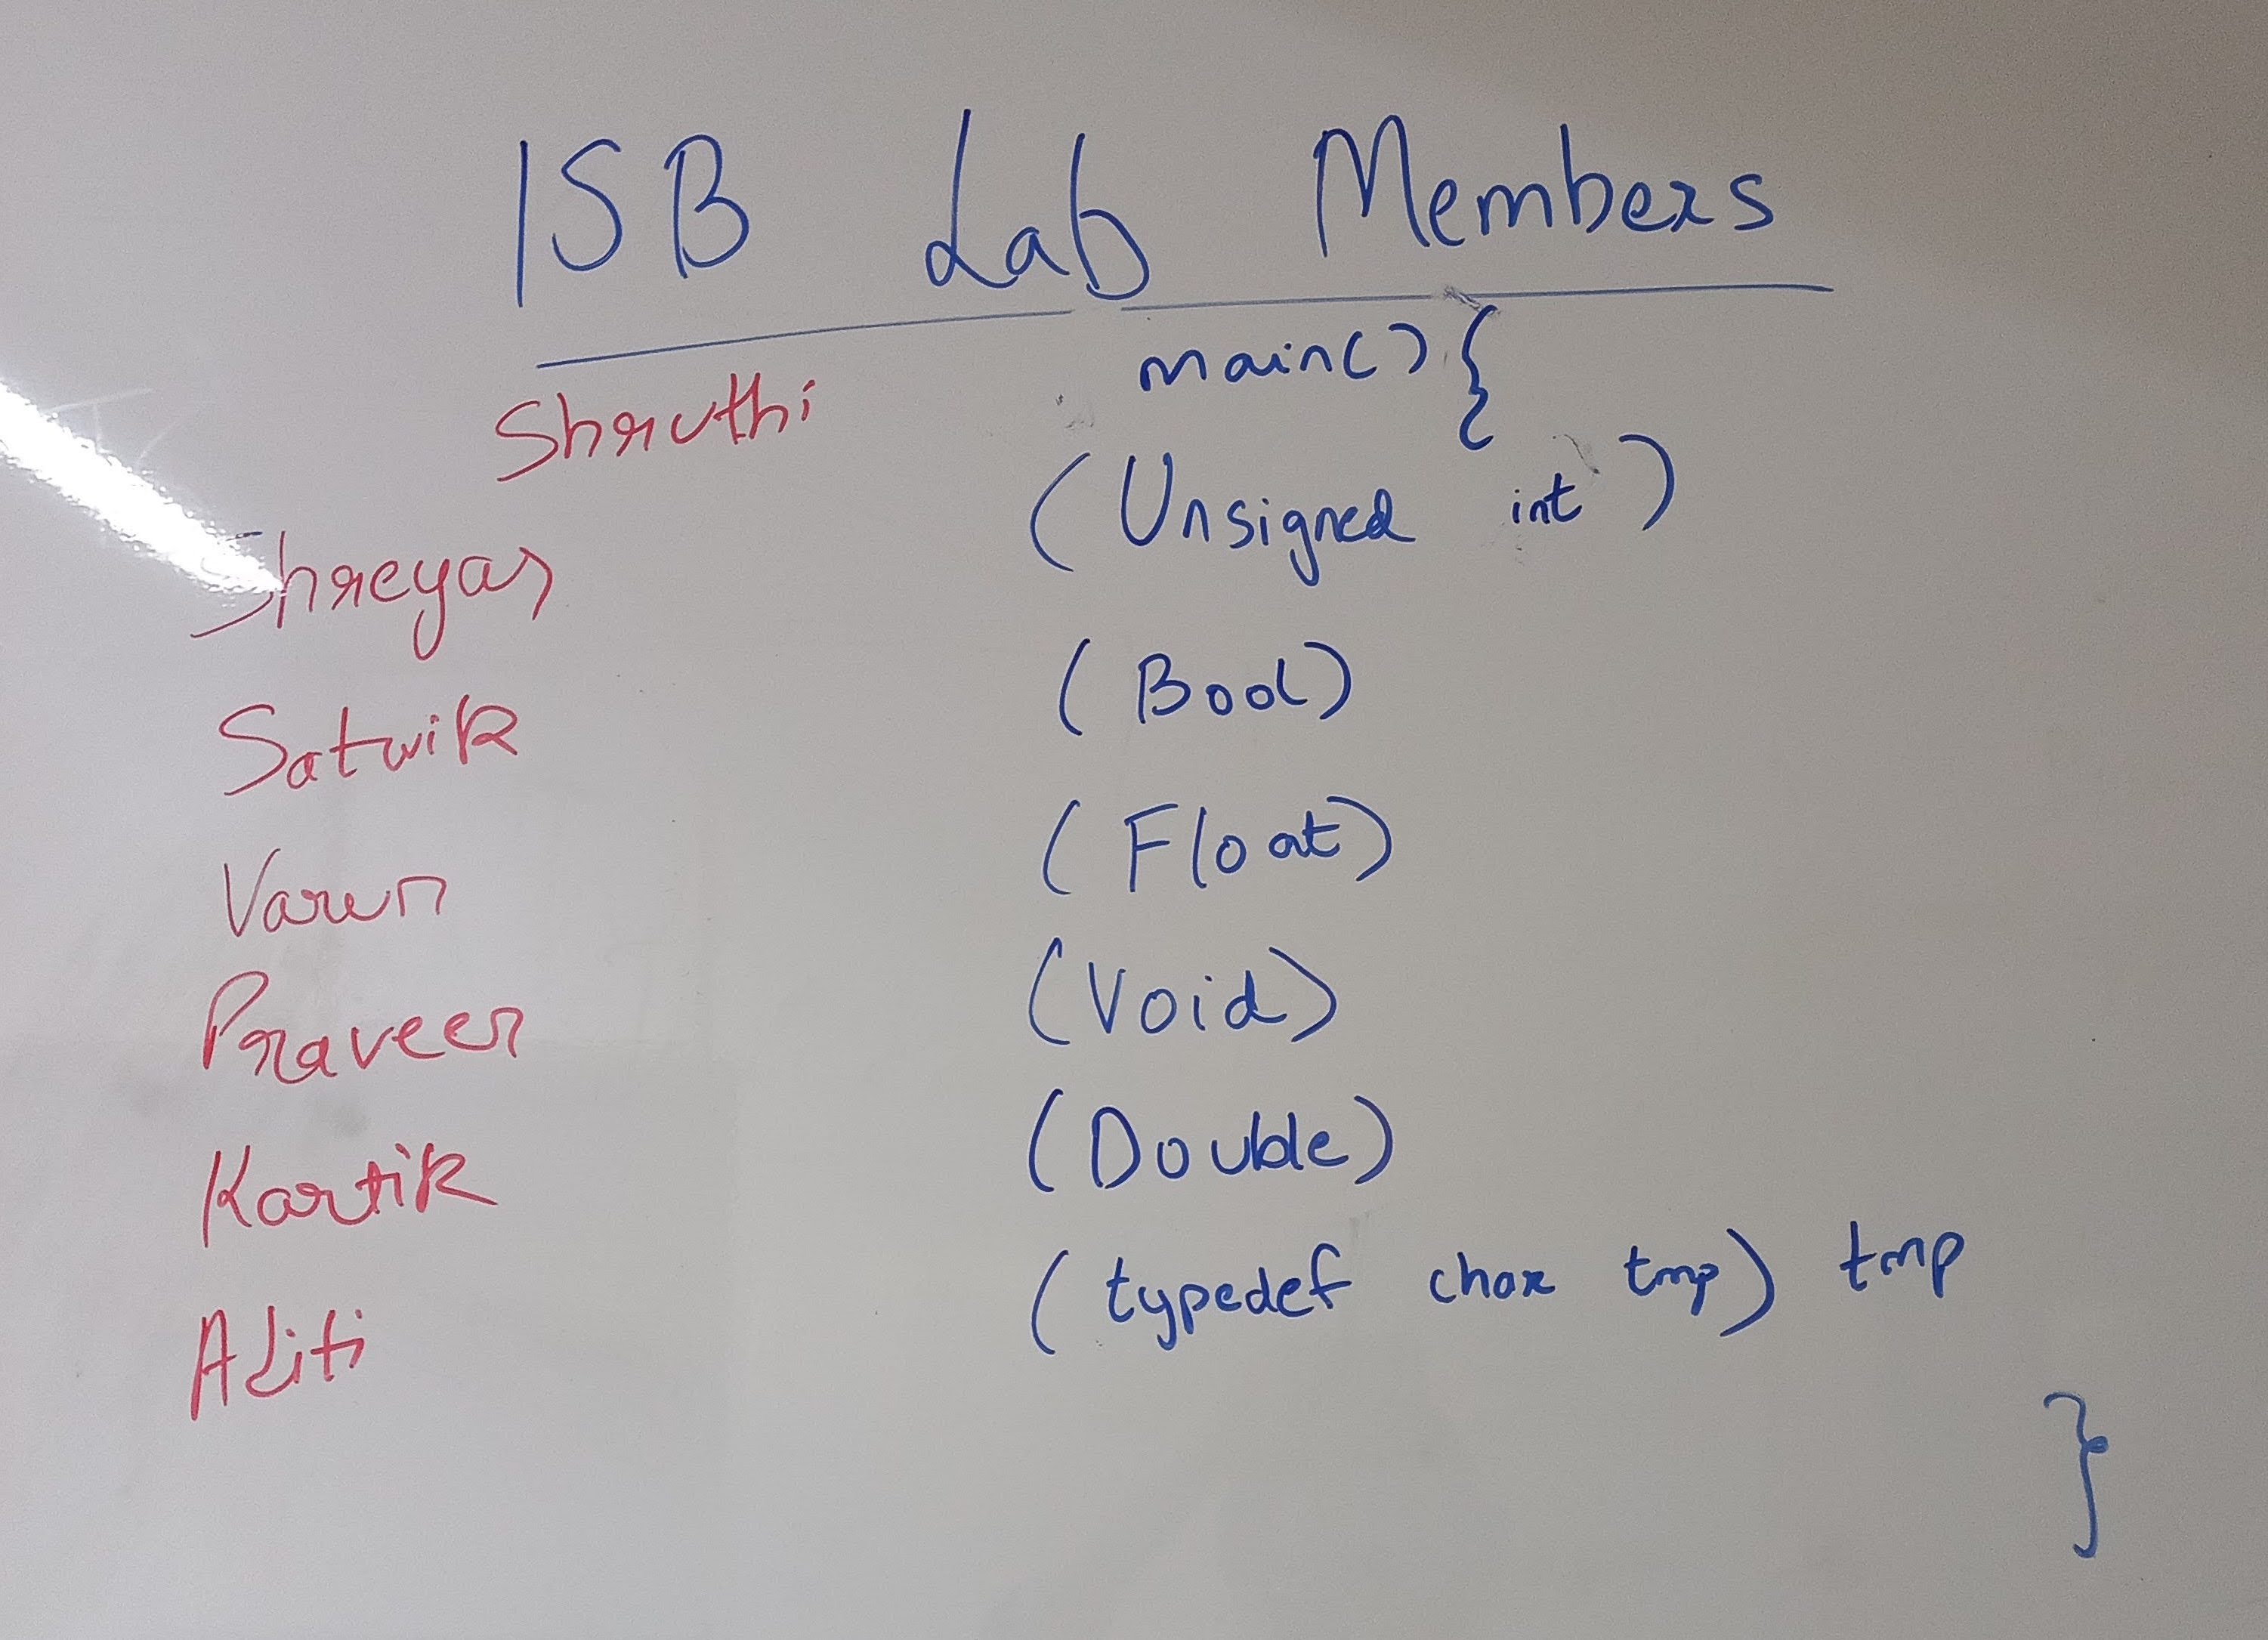 ISB Lab Members
Shruthi main() {
Shreyas (Unsigned int)
Satwik (Bool)
Varun (Float)
Praveer (Void)
Kartik (Double)
Aditi (typedef char tmp) tmp
}